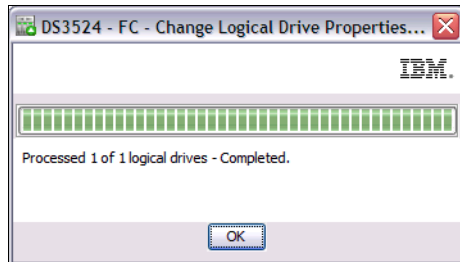 DS3524 - FC - Change Logical Drive Properties...
IBM.
Processed 1 of 1 logical drives - Completed.
OK